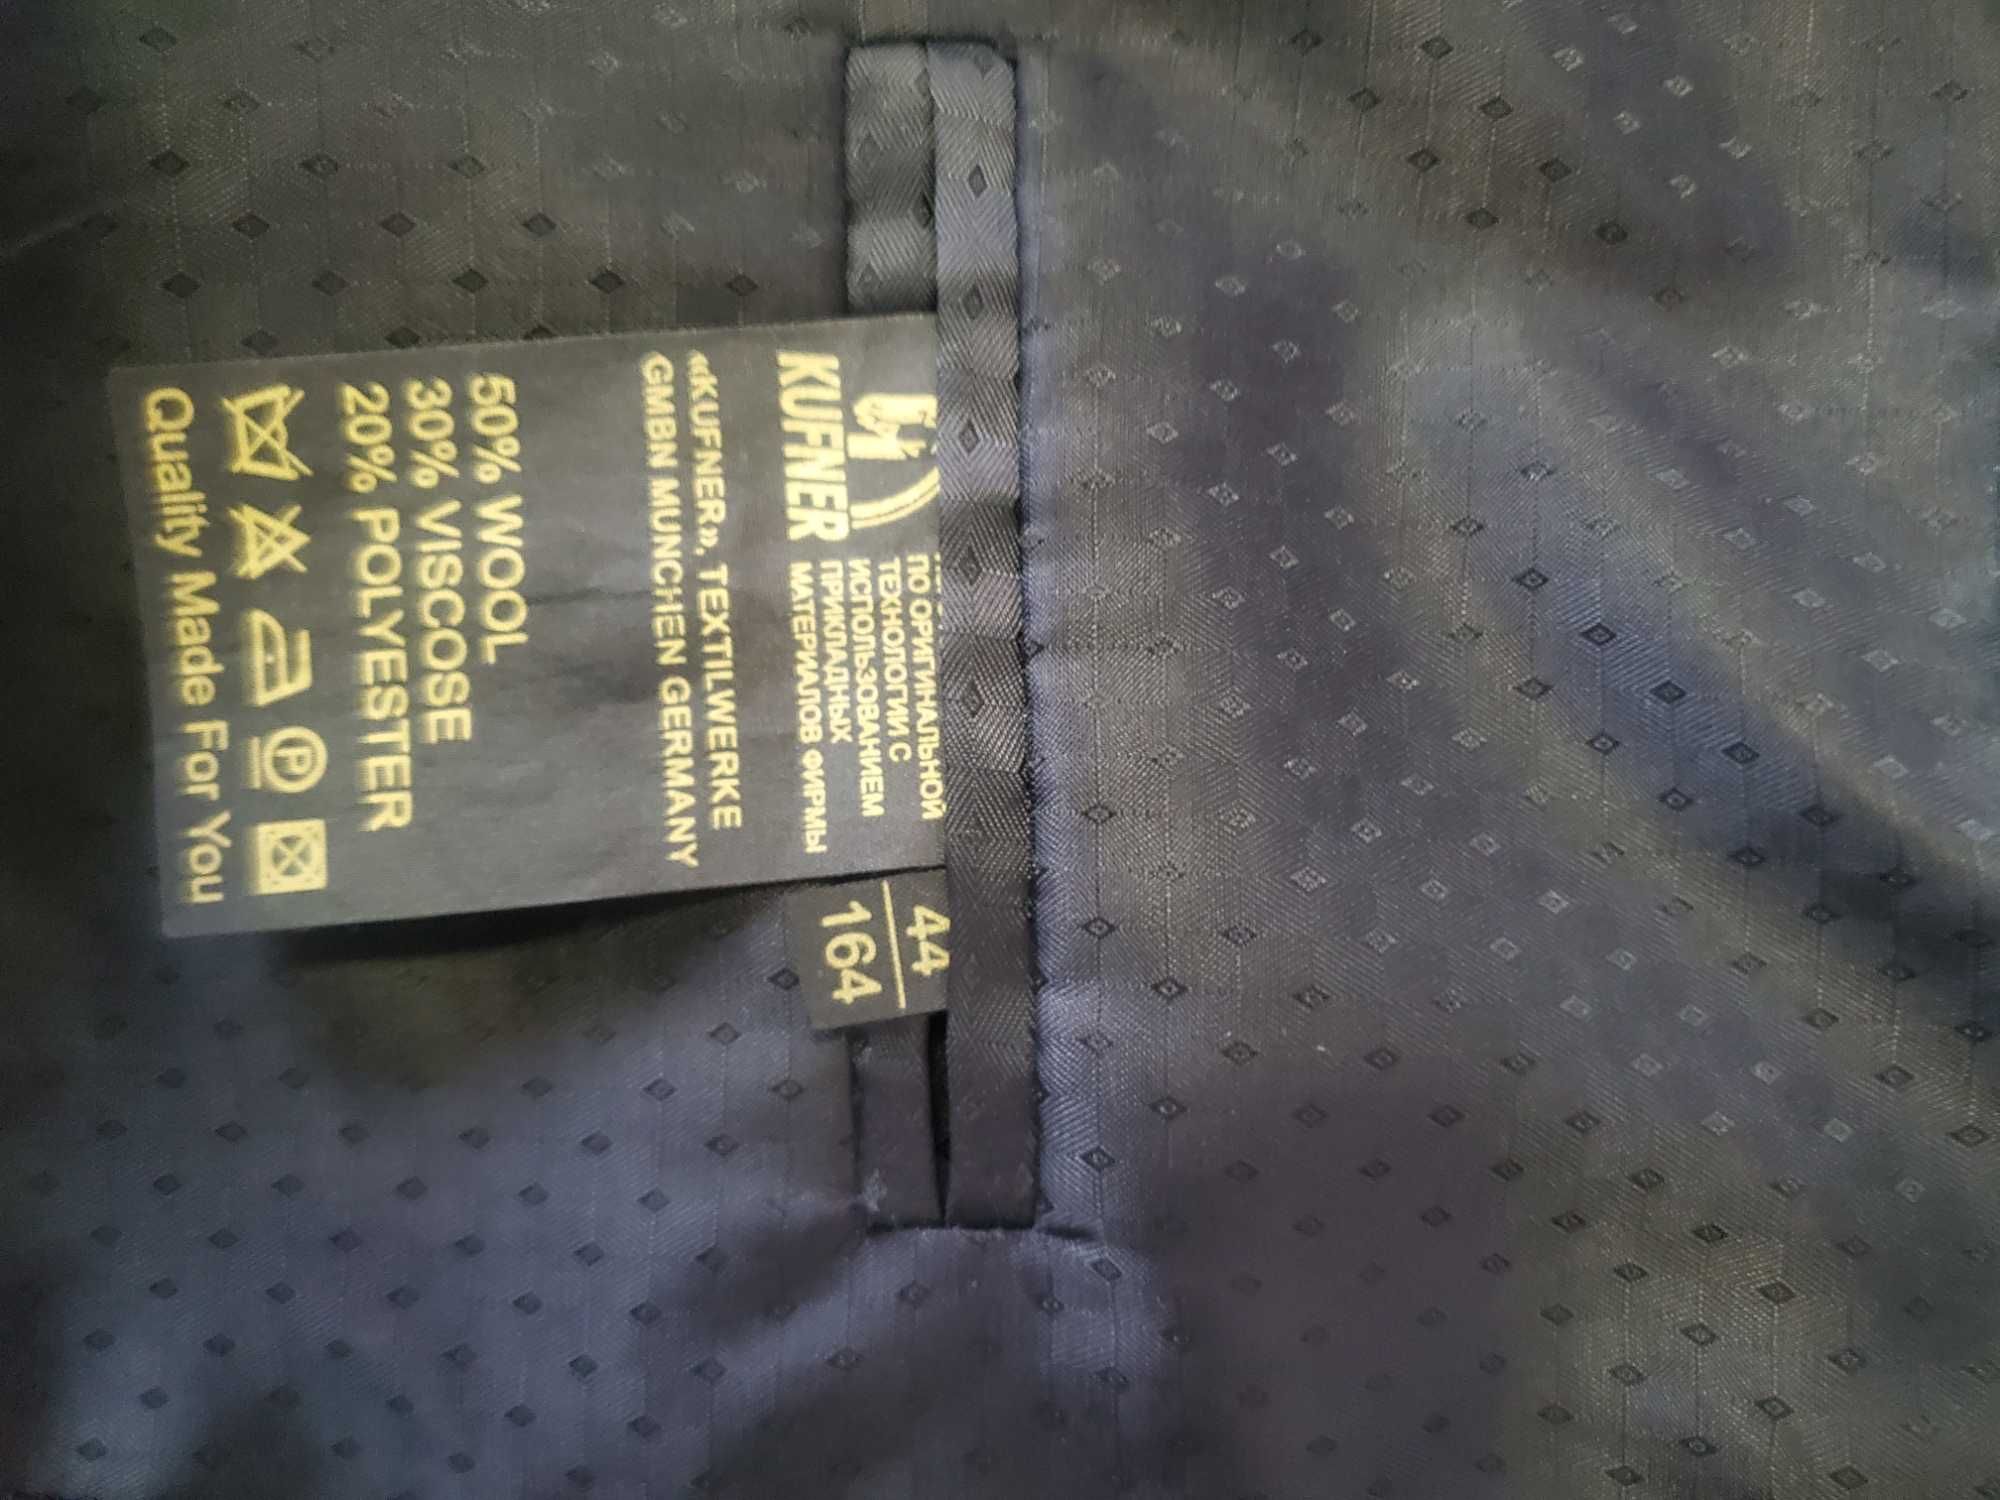 ПО ОРИГИНАЛЬНОЙ
ТЕХНОЛОГИИ С
ИСПОЛЬЗОВАНИЕМ
ПРИКЛАДНЫХ
МАТЕРИАЛОВ ФИРМЫ
KUFNER
«KUFNER», TEXTILWERKE
GMBN MUNCHEN GERMANY
50% WOOL
30% VISCOSE
20% POLYESTER
P
Quality Made For You
44
164